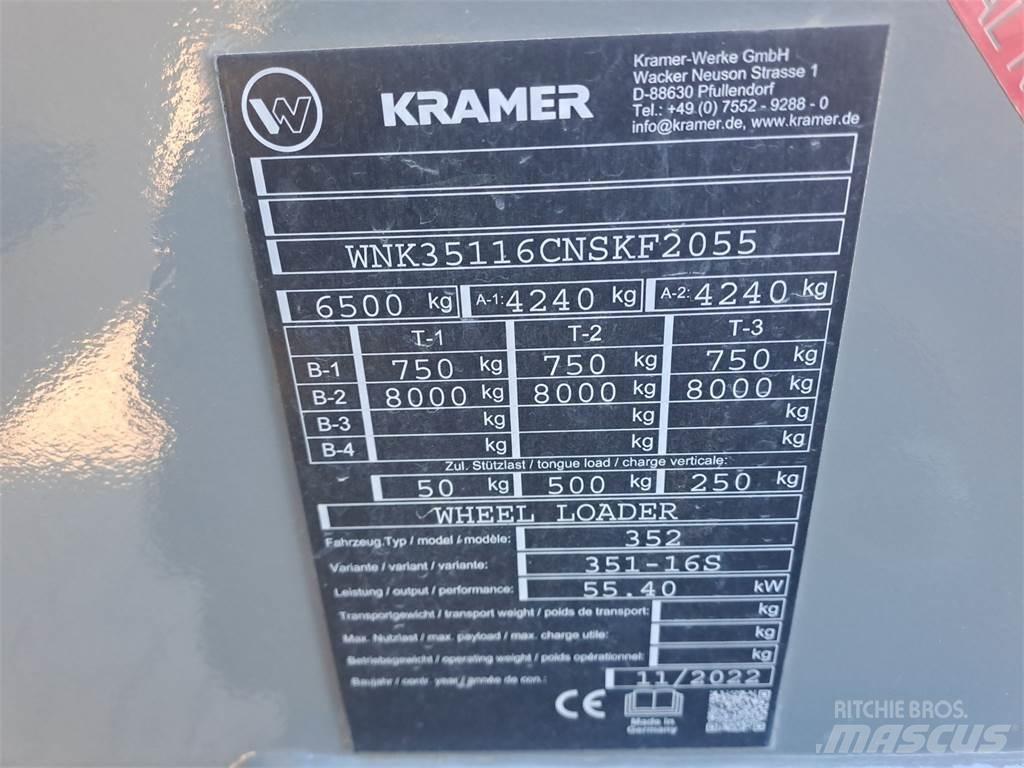 W KRAMER
Kramer-Werke GmbH
Wacker Neuson Strasse 1
D-88630 Pfullendorf
Tel.: +49 (0) 7552 - 9288 - 0
info@kramer.de, www.kramer.de
WNK35116CNSKF2055
6500 kg A-1: 4240 kg A-2: 4240 kg
T-1 T-2 T-3
B-1 750 kg 750 kg 750 kg
B-2 8000 kg 8000 kg 8000 kg
B-3 kg kg kg
B-4 kg kg kg
Zul. Stützlast / tongue load / charge verticale:
50 kg 500 kg 250 kg
WHEEL LOADER
Fahrzeug.Typ / model / modèle: 352
Variante / variant / variante: 351-16S
Leistung / output / performance: 55.40 kW
Transportgewicht / transport weight / poids de transport: kg
Max. Nutzlast / max. payload / max. charge utile: kg
Betriebsgewicht / operating weight / poids opérationnel: kg
Baujahr / contr. year / année de con.: 11/2022
CE Made in
Germany
RITCHIE BROS.
MASCUS